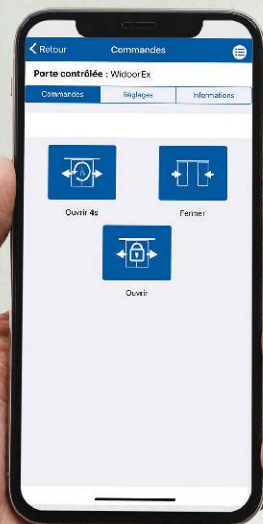 Retour Commandes
Porte contrôlée : WidoorEx
Commandes Réglages Informations
Ouvrir 4s Fermer
Ouvrir